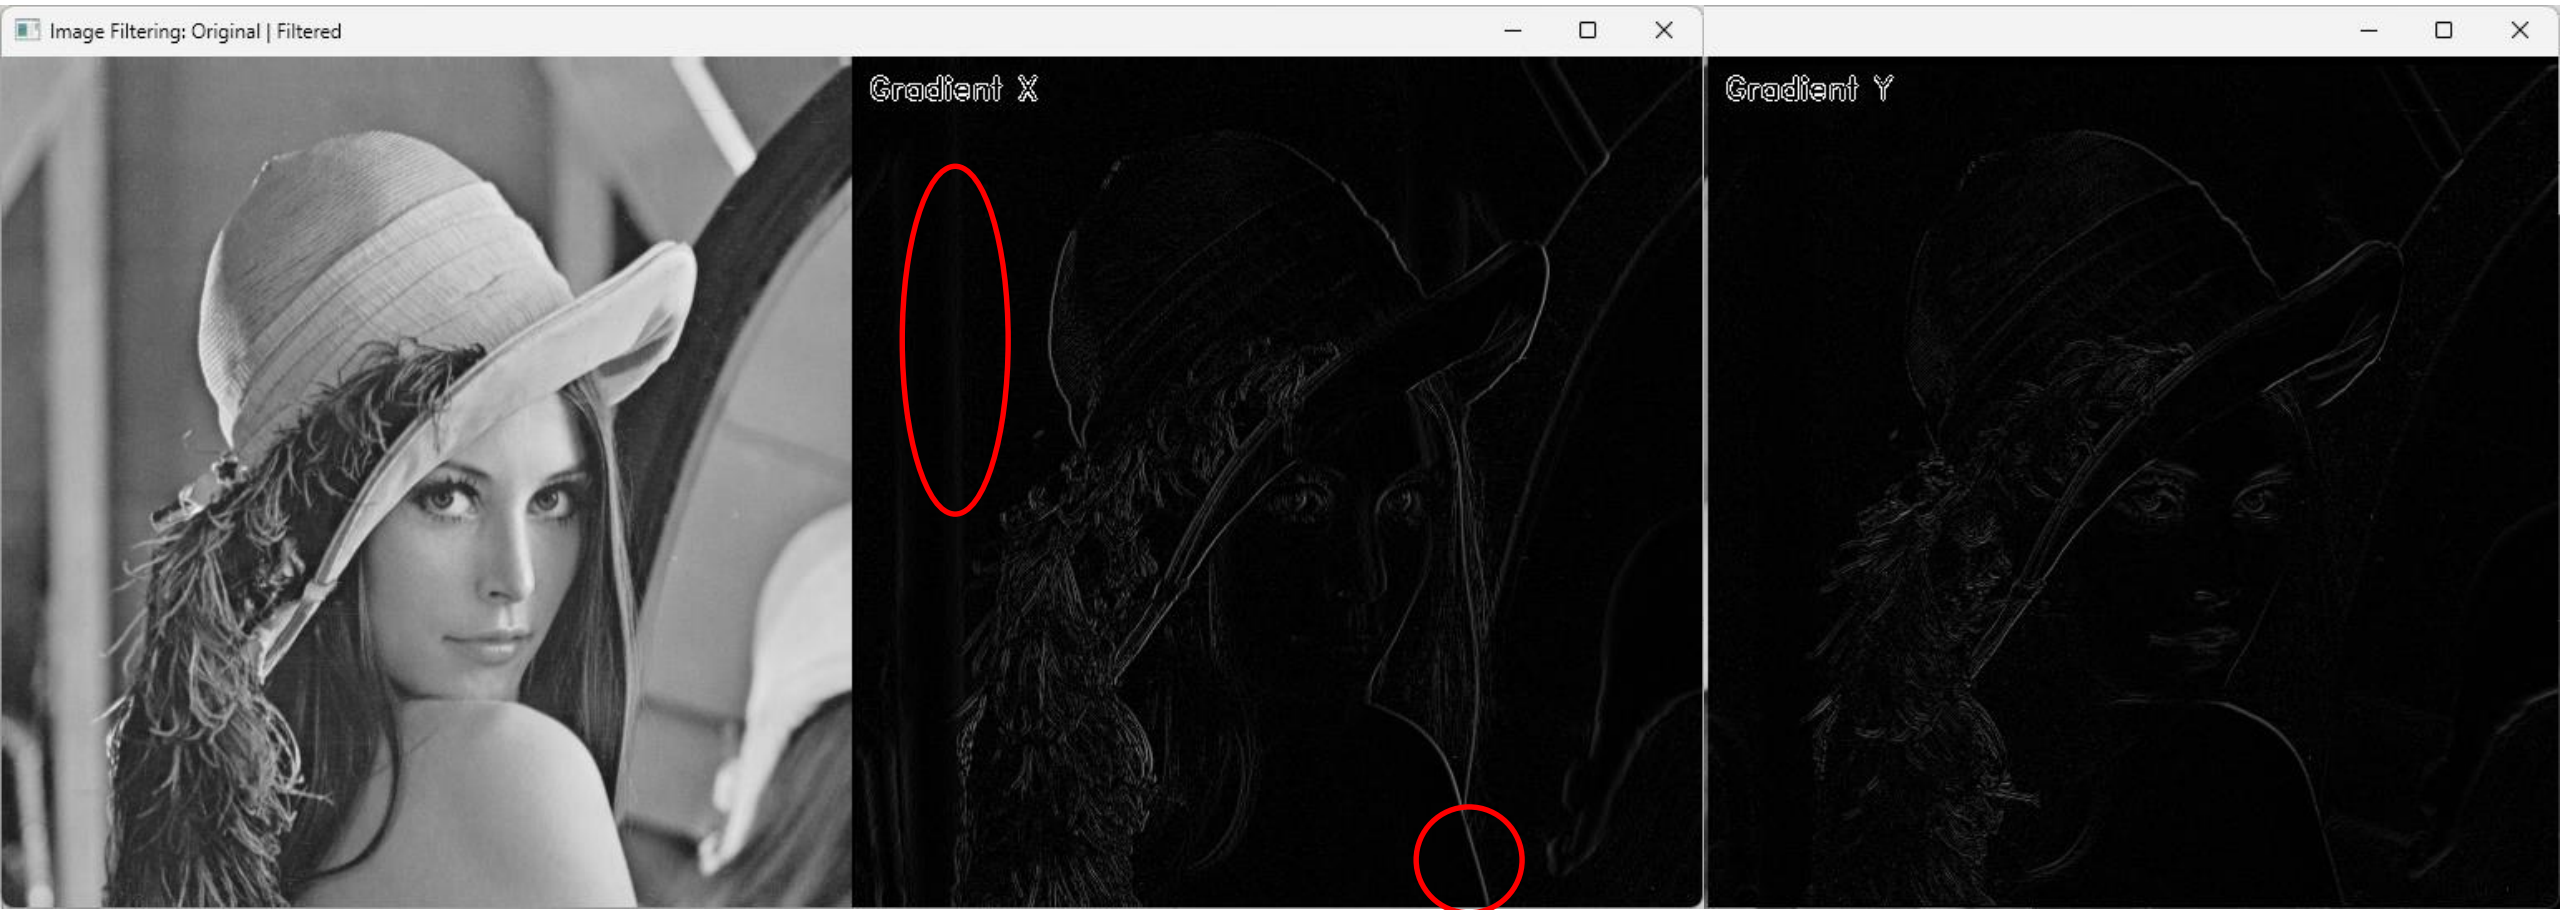 Image Filtering: Original | Filtered
Gradient X
Gradient Y